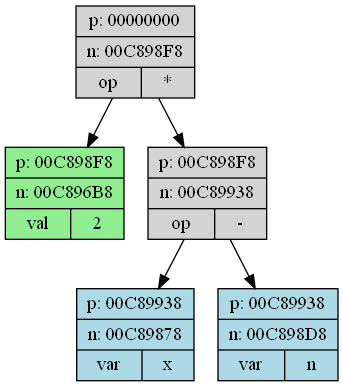 p: 00000000
n: 00C898F8
op *
p: 00C898F8
n: 00C896B8
val 2
p: 00C898F8
n: 00C89938
op -
p: 00C89938
n: 00C89878
var x
p: 00C89938
n: 00C898D8
var n